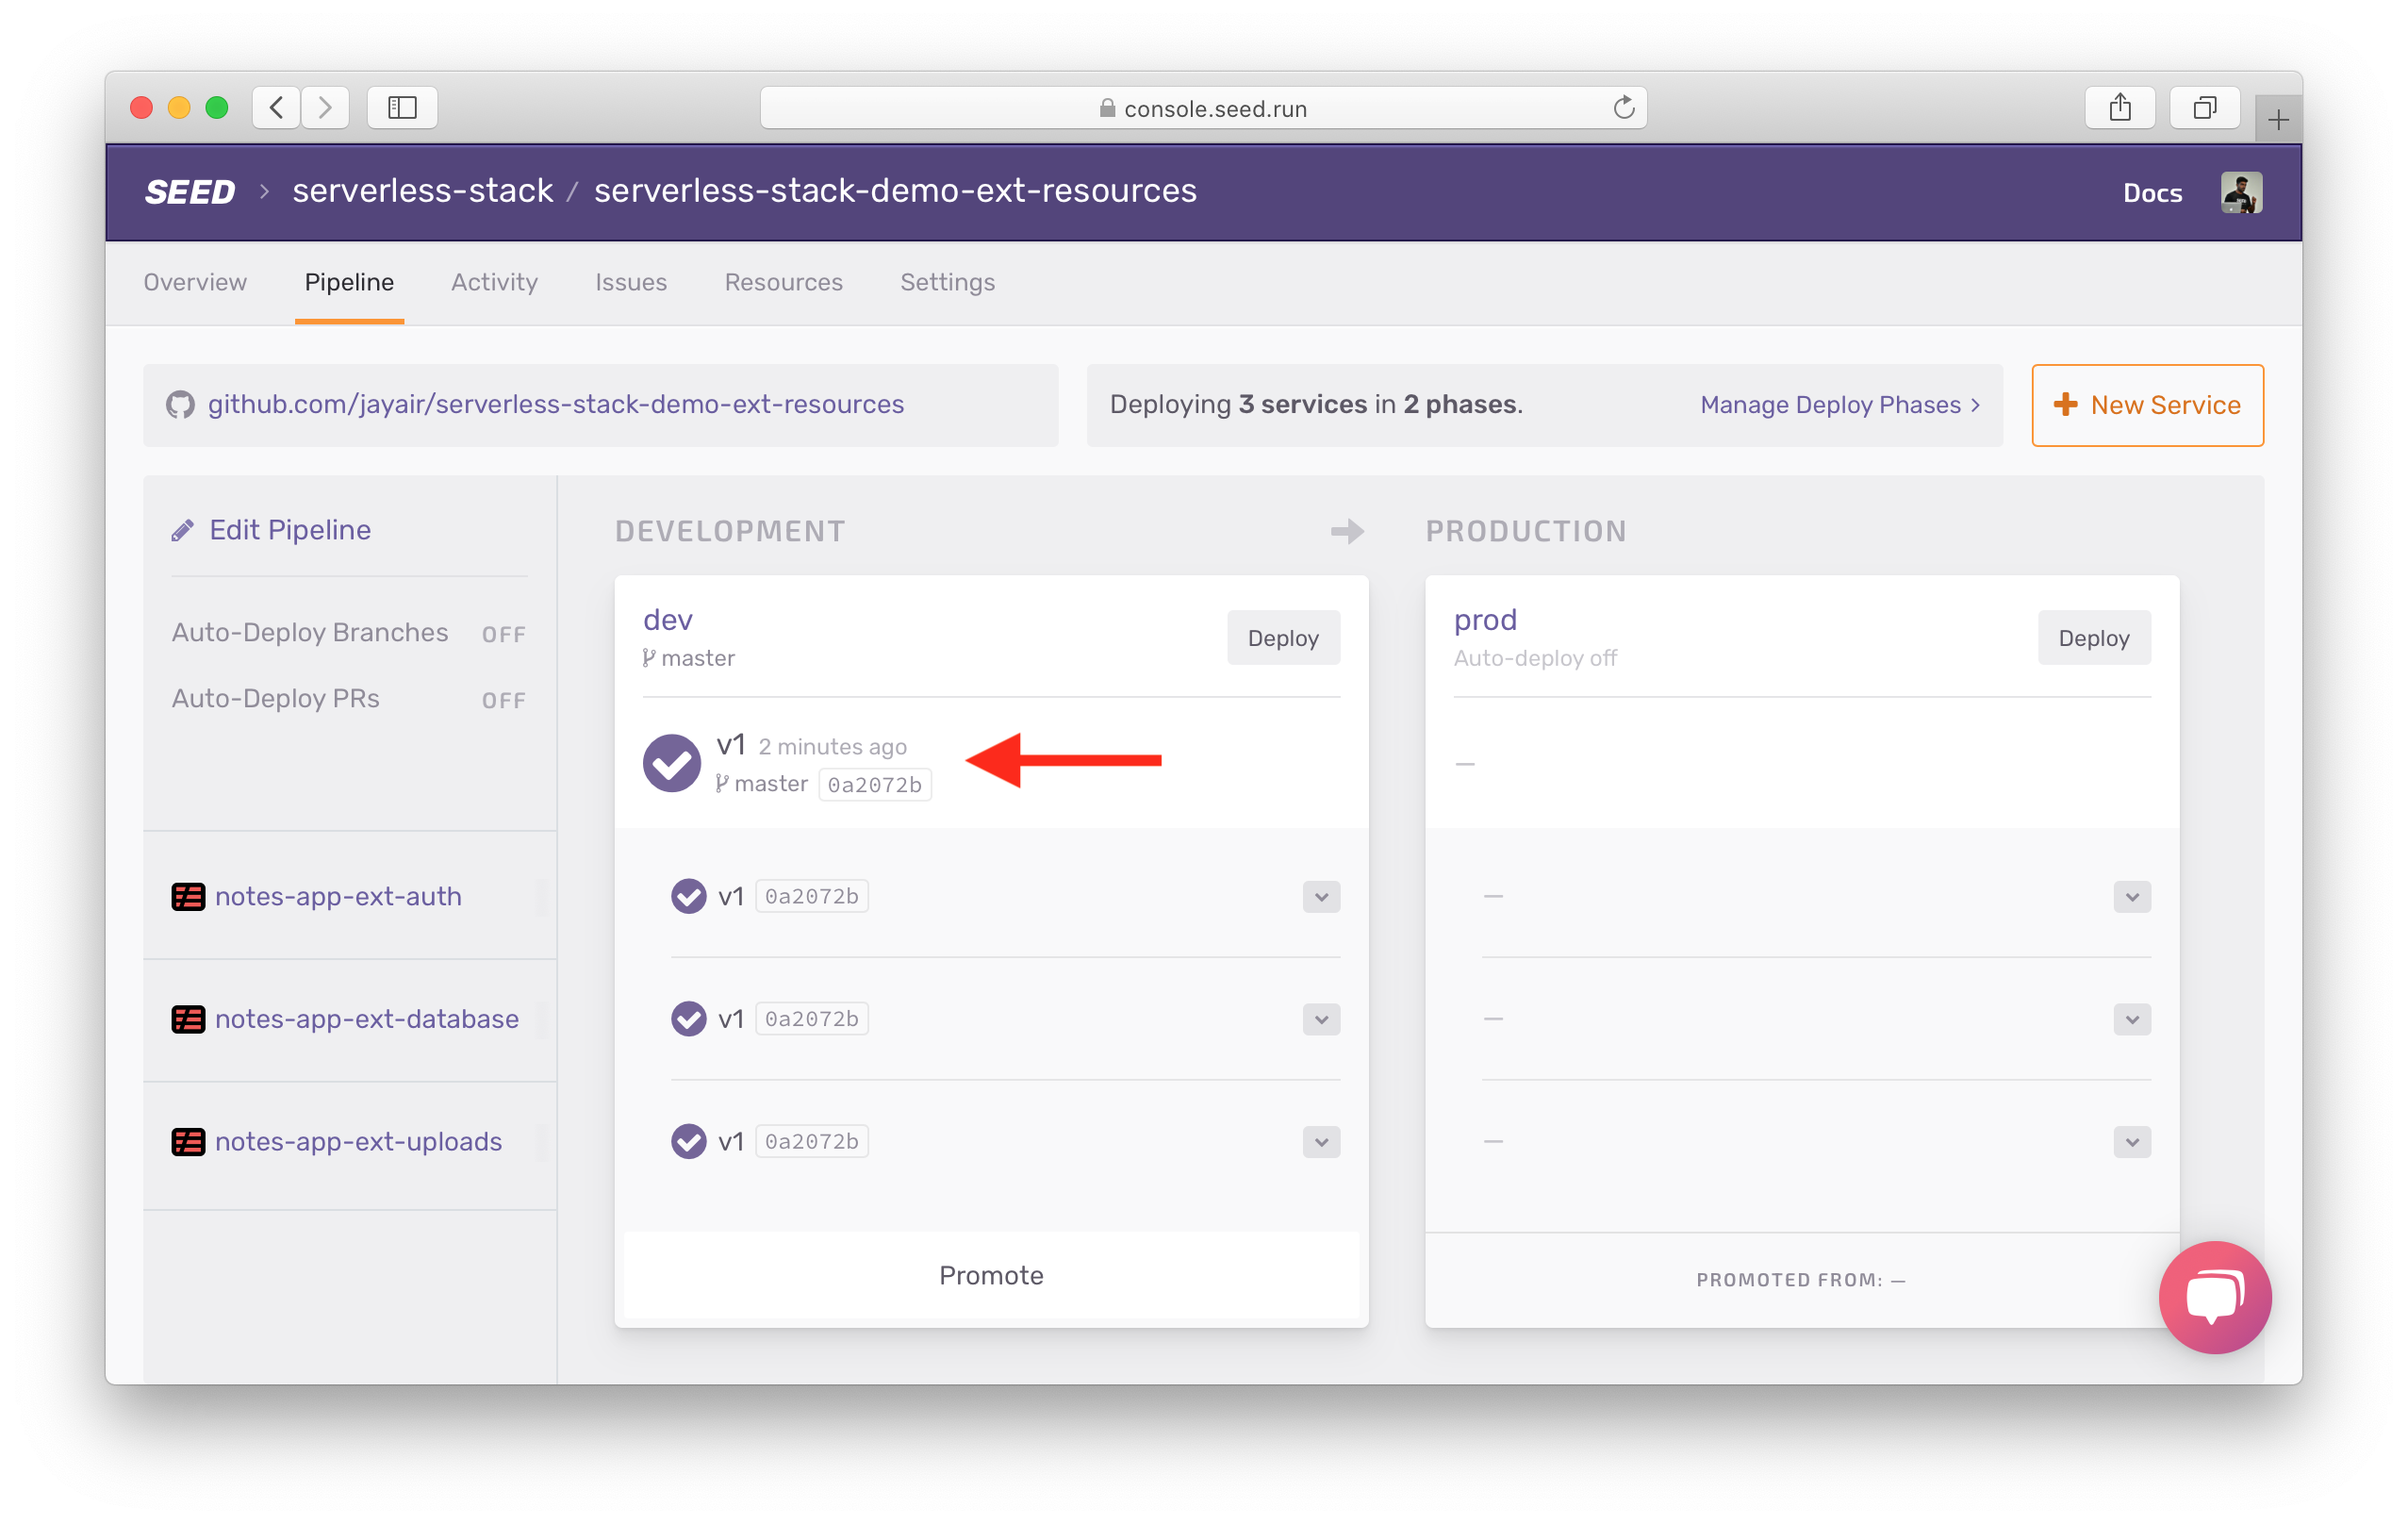 console.seed.run
SEED > serverless-stack / serverless-stack-demo-ext-resources
Docs
Overview Pipeline Activity Issues Resources Settings
github.com/jayair/serverless-stack-demo-ext-resources
Deploying 3 services in 2 phases.
Manage Deploy Phases >
+ New Service
Edit Pipeline
Auto-Deploy Branches OFF
Auto-Deploy PRs OFF
notes-app-ext-auth
notes-app-ext-database
notes-app-ext-uploads
DEVELOPMENT
dev
master
Deploy
v1 2 minutes ago
master 0a2072b
v1 0a2072b
v1 0a2072b
v1 0a2072b
Promote
PRODUCTION
prod
Auto-deploy off
Deploy
—
—
—
—
PROMOTED FROM: —